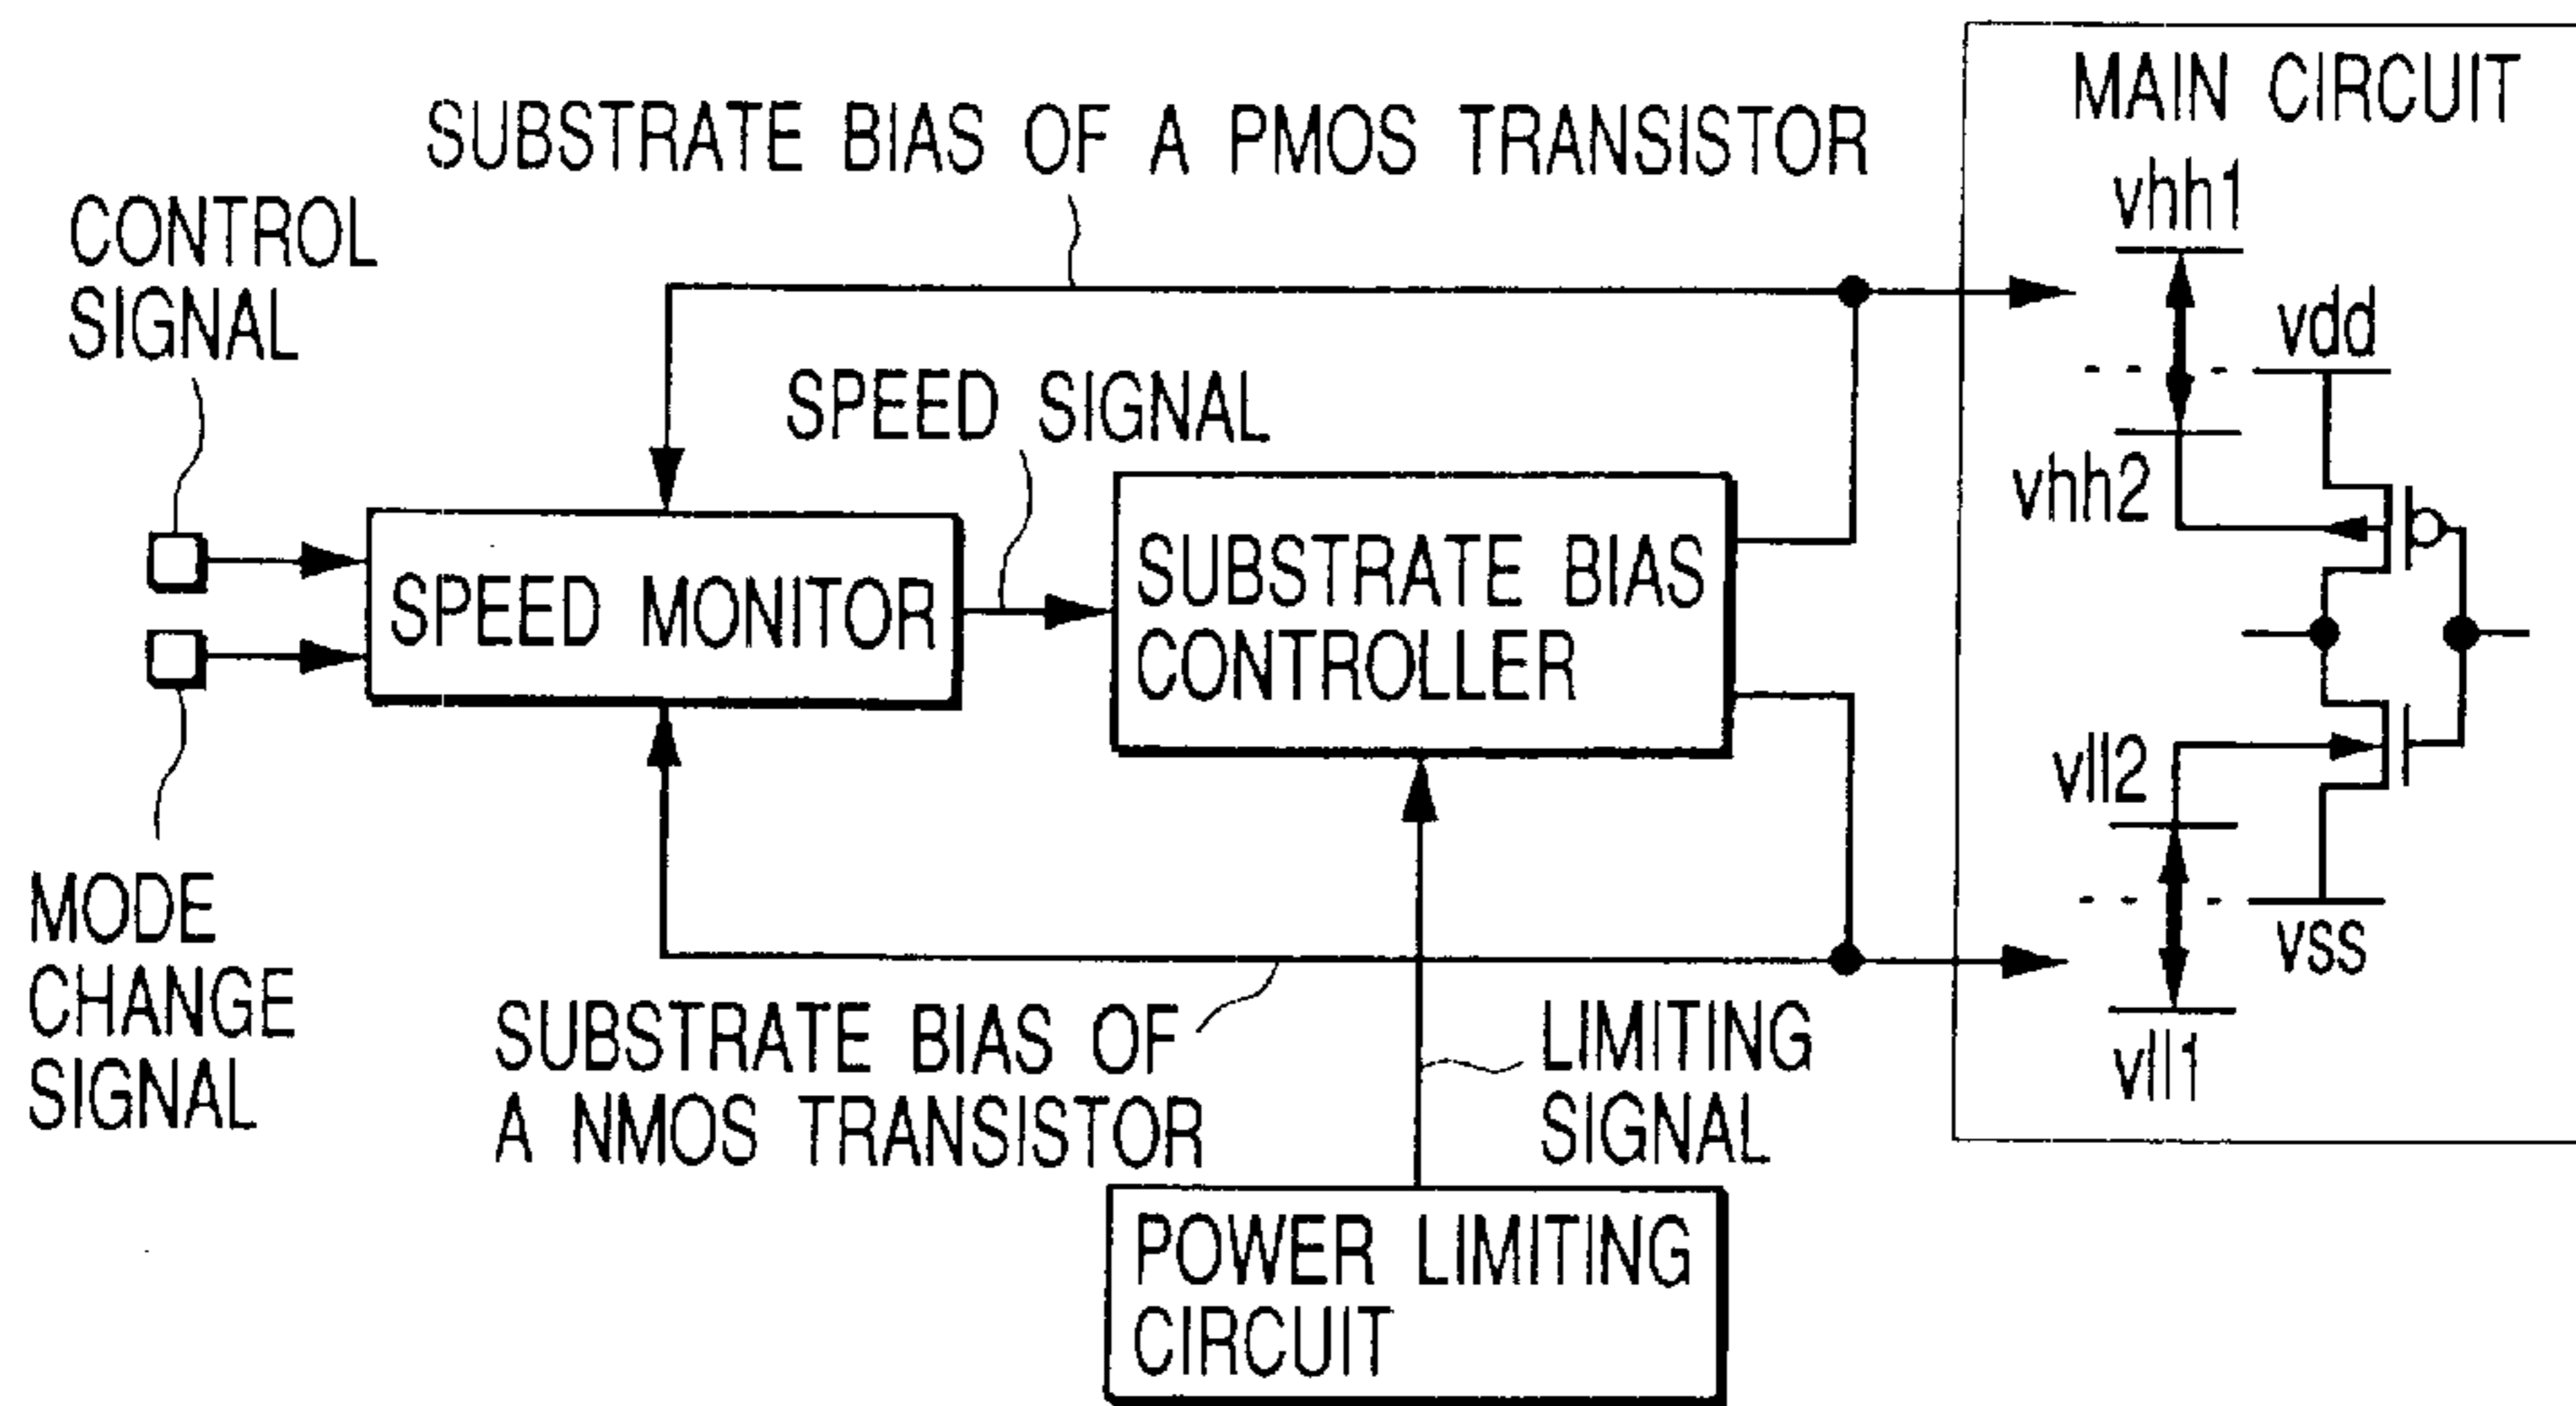 MAIN CIRCUIT
SUBSTRATE BIAS OF A PMOS TRANSISTOR
vhh1
CONTROL
SIGNAL
vdd
SPEED SIGNAL
vhh2
SPEED MONITOR
SUBSTRATE BIAS
CONTROLLER
vll2
MODE
CHANGE
SIGNAL
vss
SUBSTRATE BIAS OF
A NMOS TRANSISTOR
LIMITING
SIGNAL
vll1
POWER LIMITING
CIRCUIT